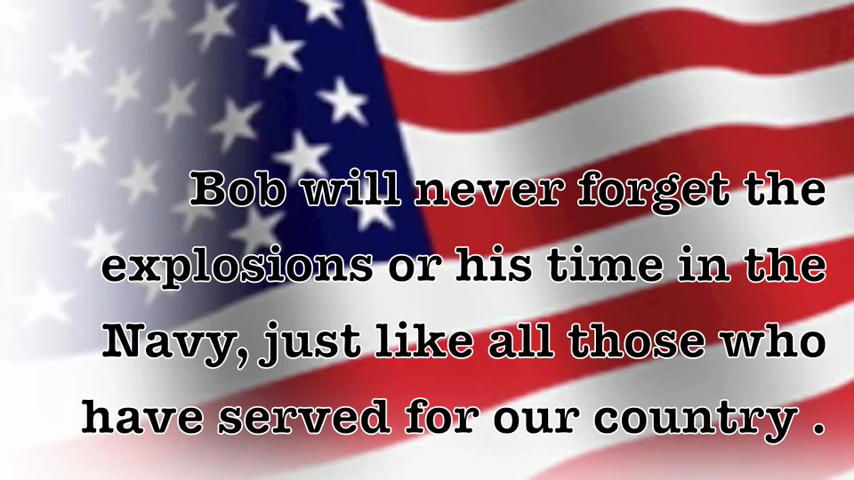 Bob will never forget the
explosions or his time in the
Navy, just like all those who
have served for our country .